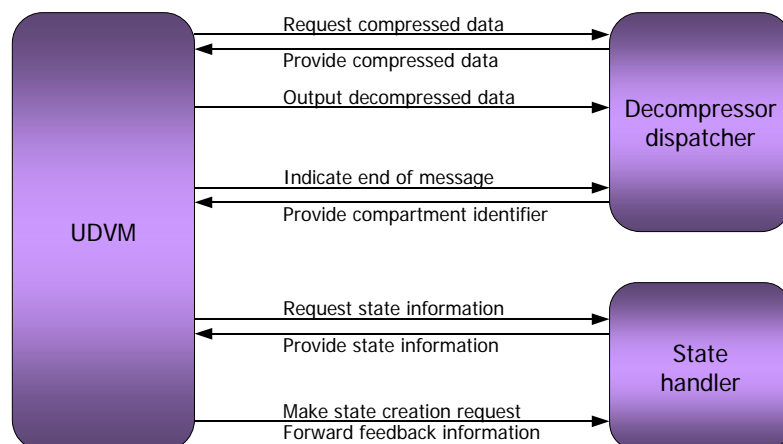 Request compressed data
Provide compressed data
Output decompressed data
Decompressor
dispatcher
Indicate end of message
Provide compartment identifier
UDVM
Request state information
Provide state information
State
handler
Make state creation request
Forward feedback information